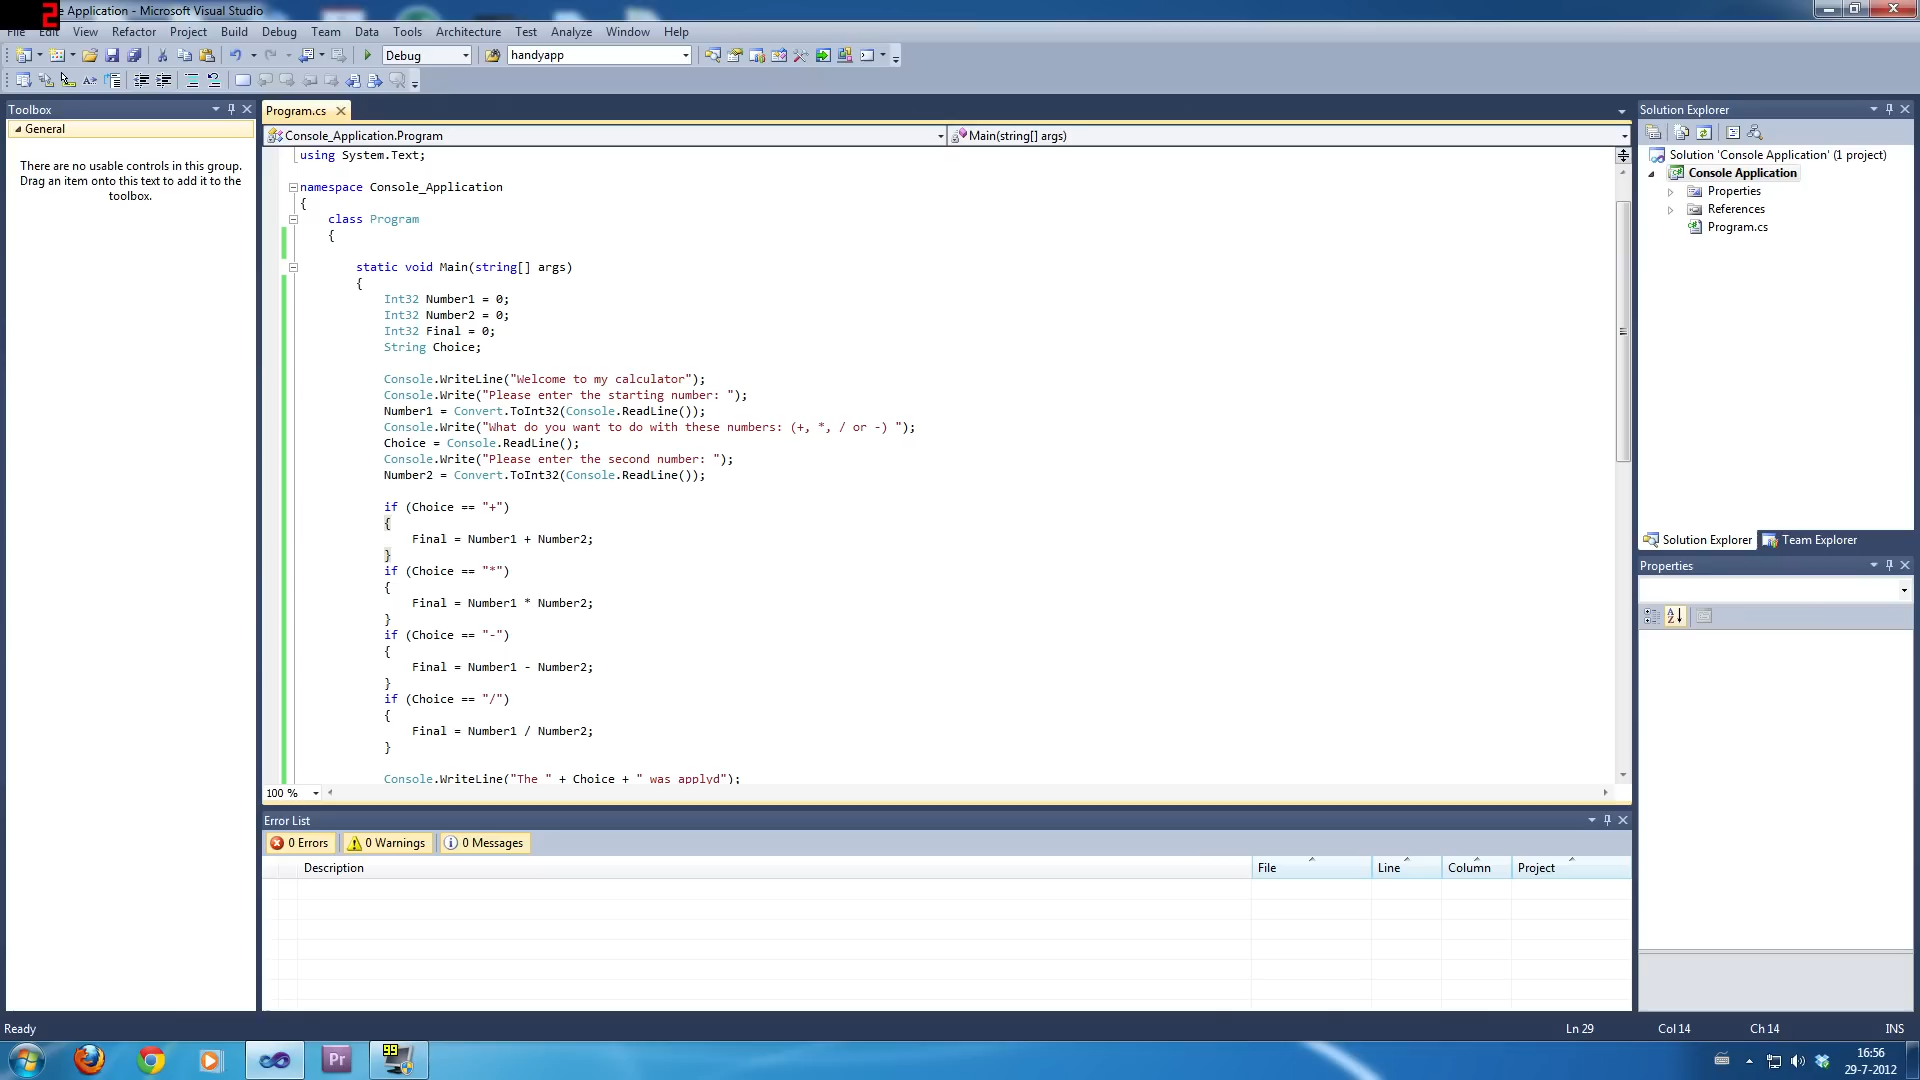 2
e Application - Microsoft Visual Studio
File Edit View Refactor Project Build Debug Team Data Tools Architecture Test Analyze Window Help
Debug
handyapp
Toolbox
General
There are no usable controls in this group.
Drag an item onto this text to add it to the
toolbox.
Program.cs
Console_Application.Program
Main(string[] args)
using System.Text;
namespace Console_Application
{
class Program
{
static void Main(string[] args)
{
Int32 Number1 = 0;
Int32 Number2 = 0;
Int32 Final = 0;
String Choice;
Console.WriteLine("Welcome to my calculator");
Console.Write("Please enter the starting number: ");
Number1 = Convert.ToInt32(Console.ReadLine());
Console.Write("What do you want to do with these numbers: (+, *, / or -) ");
Choice = Console.ReadLine();
Console.Write("Please enter the second number: ");
Number2 = Convert.ToInt32(Console.ReadLine());
if (Choice == "+")
{
Final = Number1 + Number2;
}
if (Choice == "*")
{
Final = Number1 * Number2;
}
if (Choice == "-")
{
Final = Number1 - Number2;
}
if (Choice == "/")
{
Final = Number1 / Number2;
}
Console.WriteLine("The " + Choice + " was applyd");
100 %
Error List
0 Errors
0 Warnings
0 Messages
Description File Line Column Project
Solution Explorer
Solution 'Console Application' (1 project)
Console Application
Properties
References
Program.cs
Solution Explorer
Team Explorer
Properties
Ready
Ln 29 Col 14 Ch 14 INS
Pr
99
16:56
29-7-2012